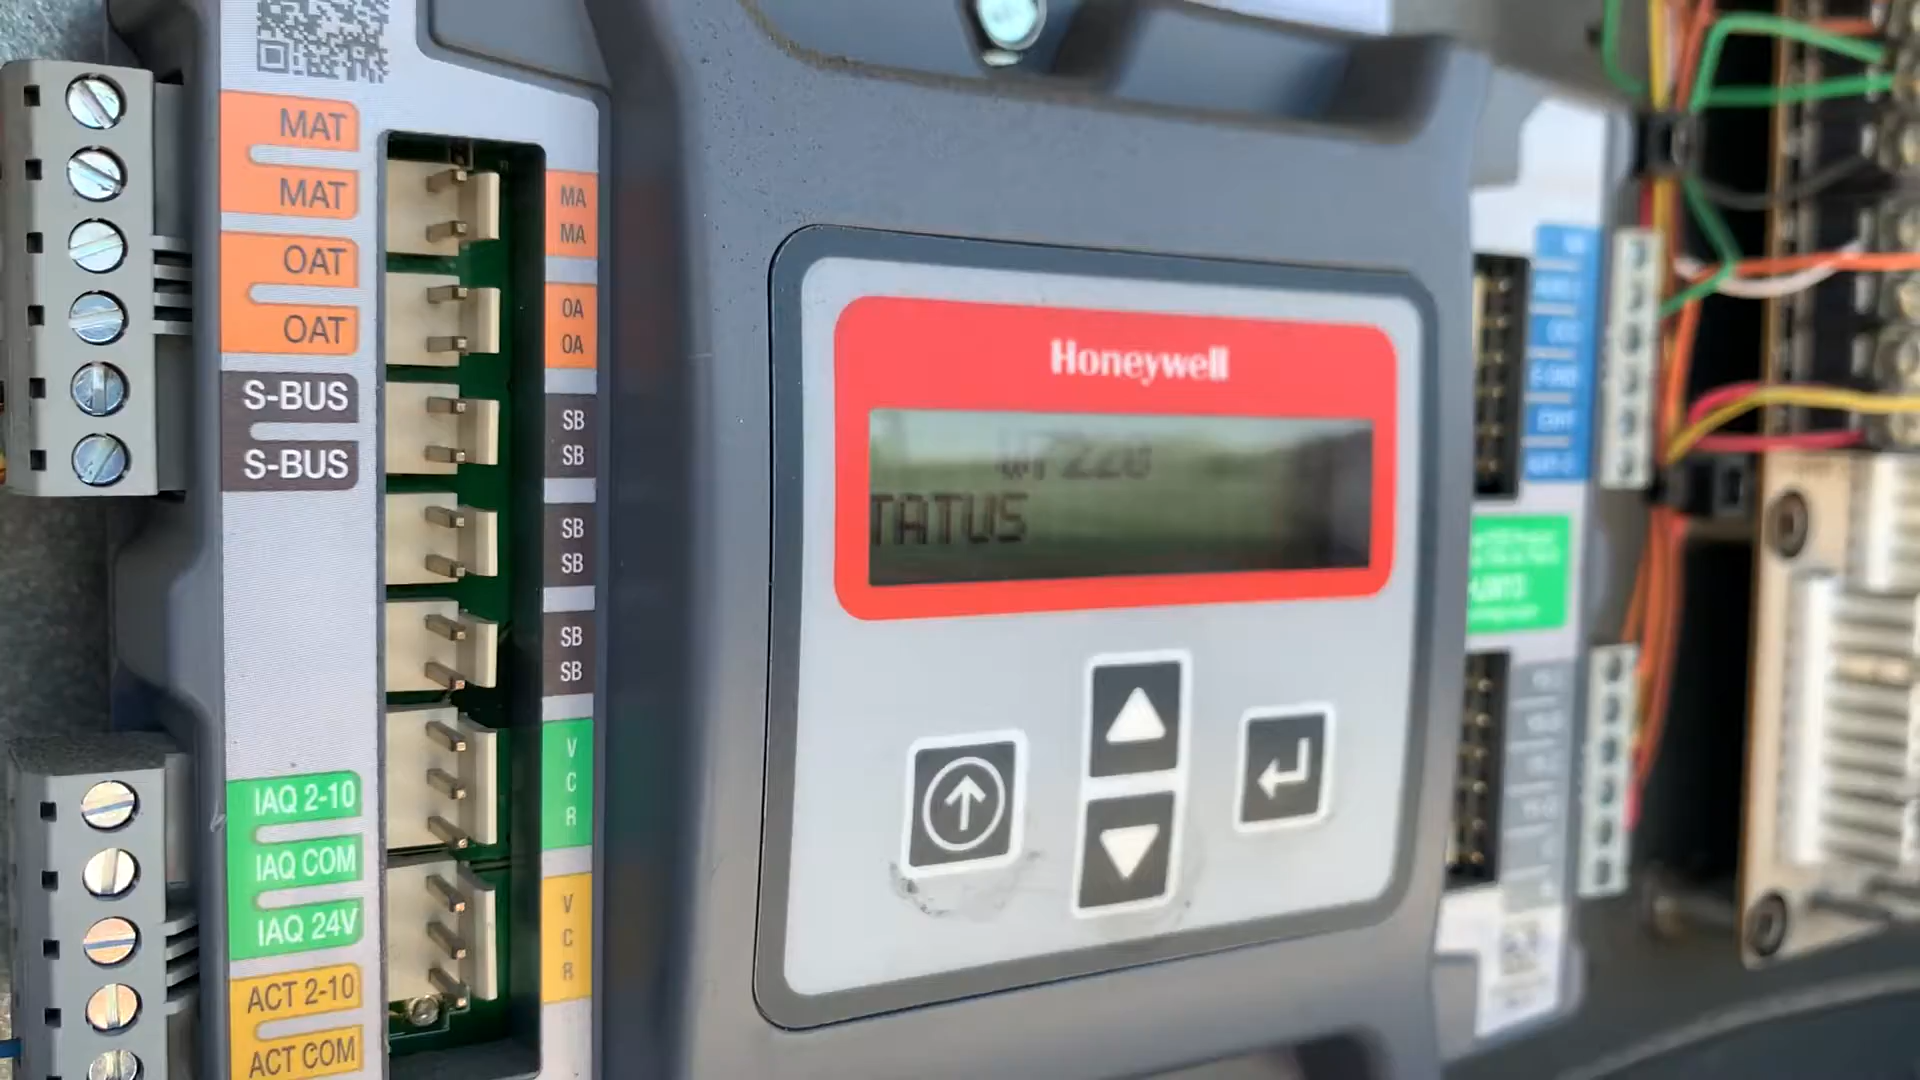 MAT
MAT
OAT
OAT
S-BUS
S-BUS
IAQ 2-10
IAQ COM
IAQ 24V
ACT 2-10
ACT COM
MA
MA
OA
OA
SB
SB
SB
SB
SB
SB
V
C
R
V
C
R
Honeywell
W7220
TATUS